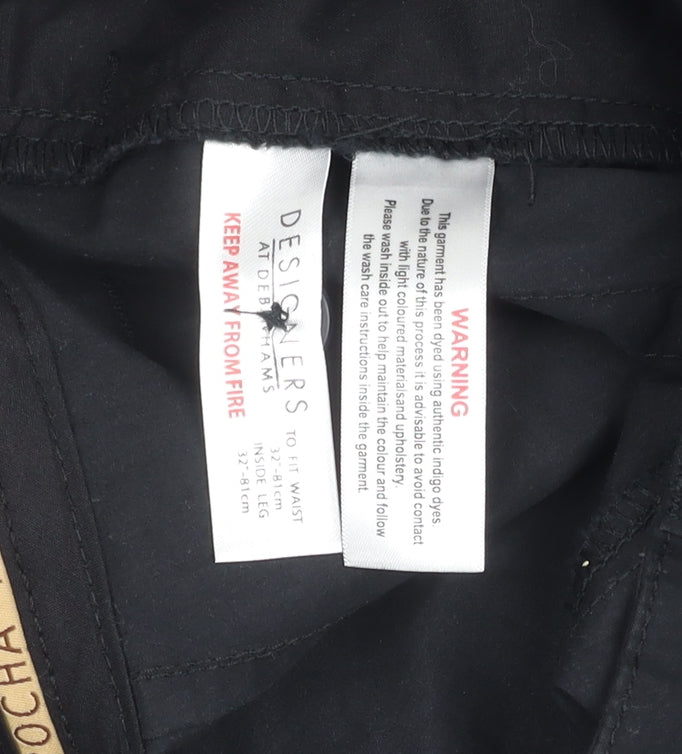 DESIGNERS
AT DEBENHAMS
KEEP AWAY FROM FIRE
TO FIT WAIST
32"-81cm
INSIDE LEG
32"-81cm
WARNING
This garment has been dyed using authentic indigo dyes
Due to the nature of this process it is advisable to avoid contact
with light coloured materialsand upholstery.
Please wash inside out to help maintain the colour and follow
the wash care instructions inside the garment.
OCHA